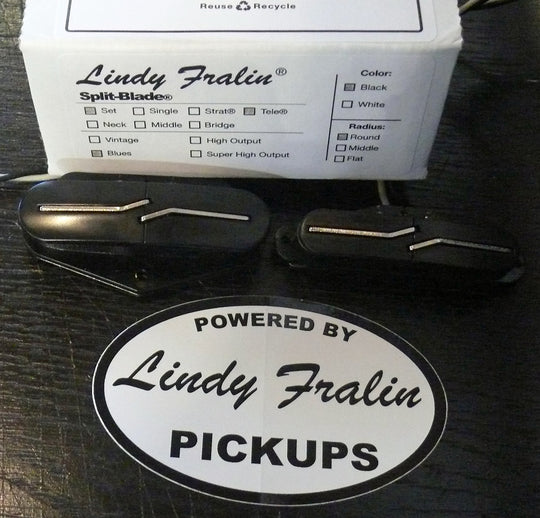 Reuse Recycle
Lindy Fralin®
Split-Blade®
Set Single Strat® Tele®
Neck Middle Bridge
Vintage High Output
Blues Super High Output
Color:
Black
White
Radius:
Round
Middle
Flat
POWERED BY
Lindy Fralin
PICKUPS